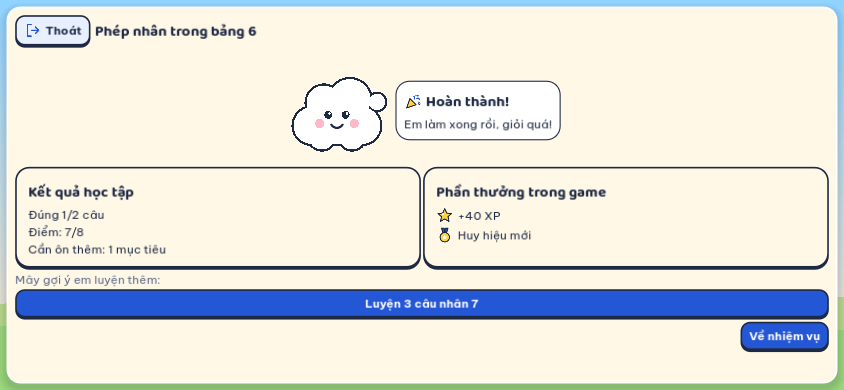 Thoát
Phép nhân trong bảng 6
Hoàn thành!
Em làm xong rồi, giỏi quá!
Kết quả học tập
Đúng 1/2 câu
Điểm: 7/8
Cần ôn thêm: 1 mục tiêu
Phần thưởng trong game
+40 XP
Huy hiệu mới
Mây gợi ý em luyện thêm:
Luyện 3 câu nhân 7
Về nhiệm vụ